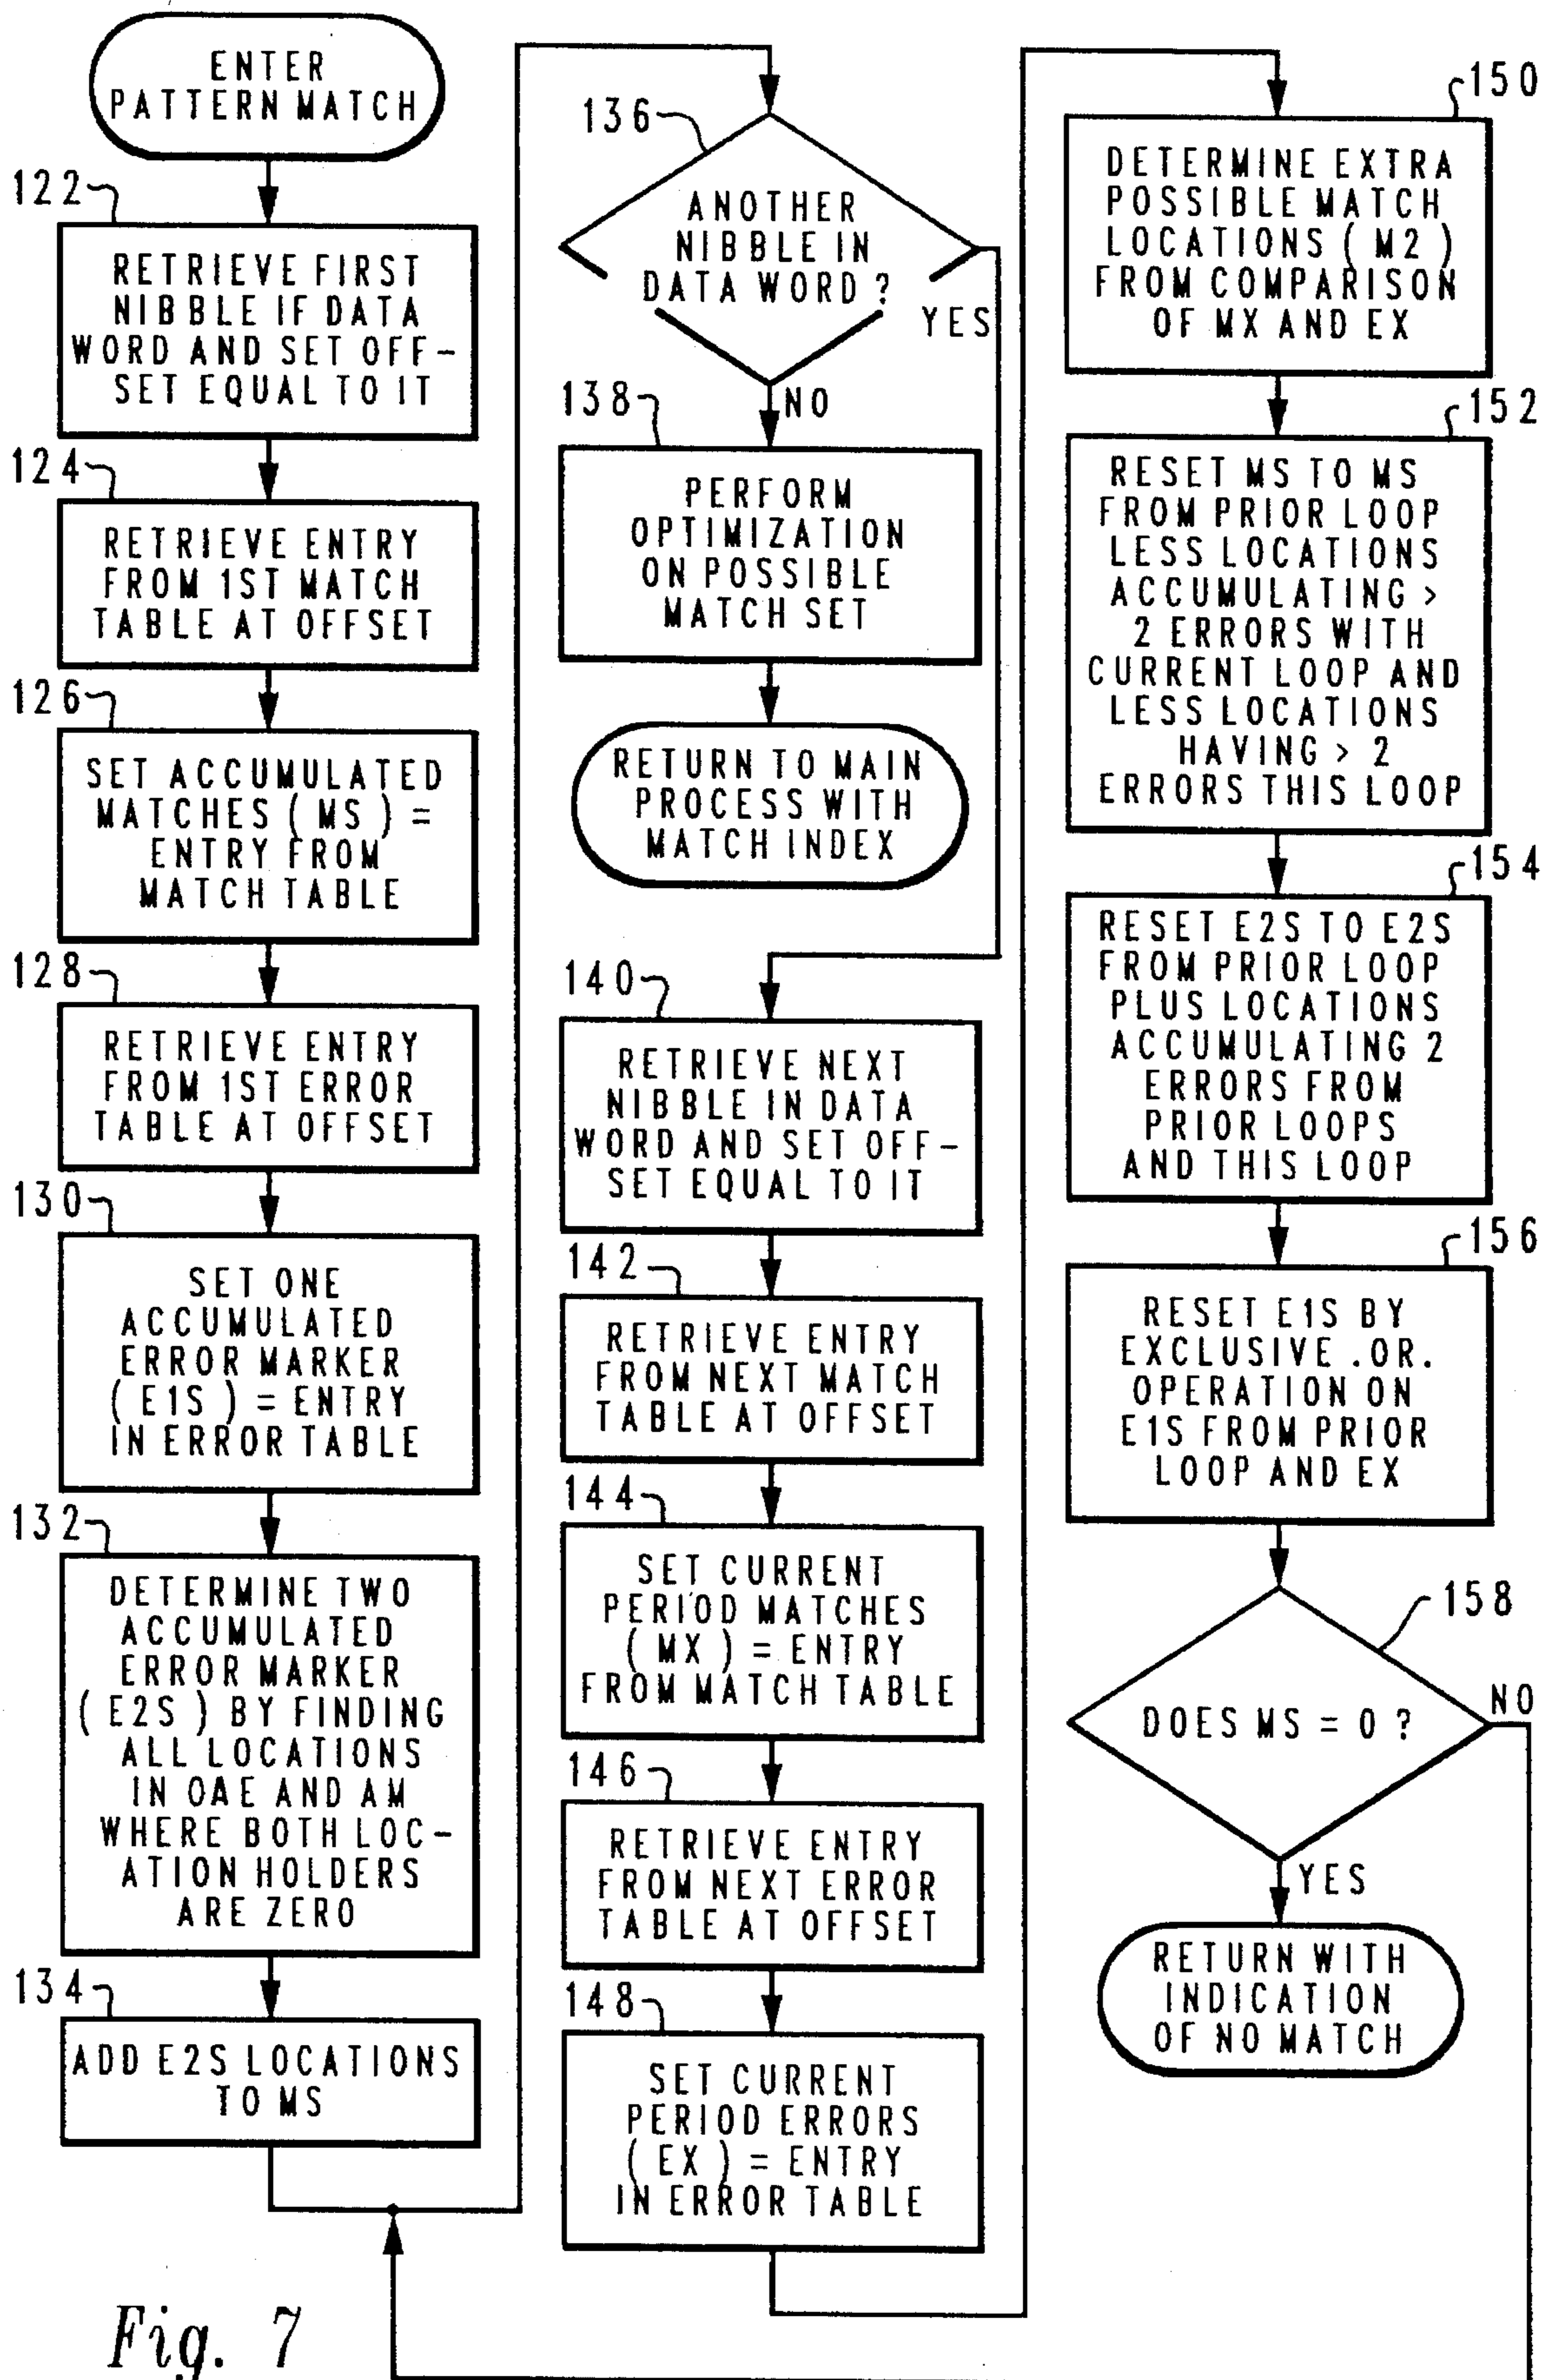 ENTER
PATTERN MATCH
122
RETRIEVE FIRST
NIBBLE IF DATA
WORD AND SET OFF-
SET EQUAL TO IT
124
RETRIEVE ENTRY
FROM 1ST MATCH
TABLE AT OFFSET
126
SET ACCUMULATED
MATCHES (MS) =
ENTRY FROM
MATCH TABLE
128
RETRIEVE ENTRY
FROM 1ST ERROR
TABLE AT OFFSET
130
SET ONE
ACCUMULATED
ERROR MARKER
(E1S) = ENTRY
IN ERROR TABLE
132
DETERMINE TWO
ACCUMULATED
ERROR MARKER
(E2S) BY FINDING
ALL LOCATIONS
IN OAE AND AM
WHERE BOTH LOC-
ATION HOLDERS
ARE ZERO
134
ADD E2S LOCATIONS
TO MS
136
ANOTHER
NIBBLE IN
DATA WORD ?
YES
NO
138
PERFORM
OPTIMIZATION
ON POSSIBLE
MATCH SET
RETURN TO MAIN
PROCESS WITH
MATCH INDEX
140
RETRIEVE NEXT
NIBBLE IN DATA
WORD AND SET OFF-
SET EQUAL TO IT
142
RETRIEVE ENTRY
FROM NEXT MATCH
TABLE AT OFFSET
144
SET CURRENT
PERIOD MATCHES
(MX) = ENTRY
FROM MATCH TABLE
146
RETRIEVE ENTRY
FROM NEXT ERROR
TABLE AT OFFSET
148
SET CURRENT
PERIOD ERRORS
(EX) = ENTRY
IN ERROR TABLE
150
DETERMINE EXTRA
POSSIBLE MATCH
LOCATIONS (M2)
FROM COMPARISON
OF MX AND EX
152
RESET MS TO MS
FROM PRIOR LOOP
LESS LOCATIONS
ACCUMULATING >
2 ERRORS WITH
CURRENT LOOP AND
LESS LOCATIONS
HAVING > 2
ERRORS THIS LOOP
154
RESET E2S TO E2S
FROM PRIOR LOOP
PLUS LOCATIONS
ACCUMULATING 2
ERRORS FROM
PRIOR LOOPS
AND THIS LOOP
156
RESET E1S BY
EXCLUSIVE .OR.
OPERATION ON
E1S FROM PRIOR
LOOP AND EX
158
DOES MS = 0 ?
NO
YES
RETURN WITH
INDICATION
OF NO MATCH
Fig. 7